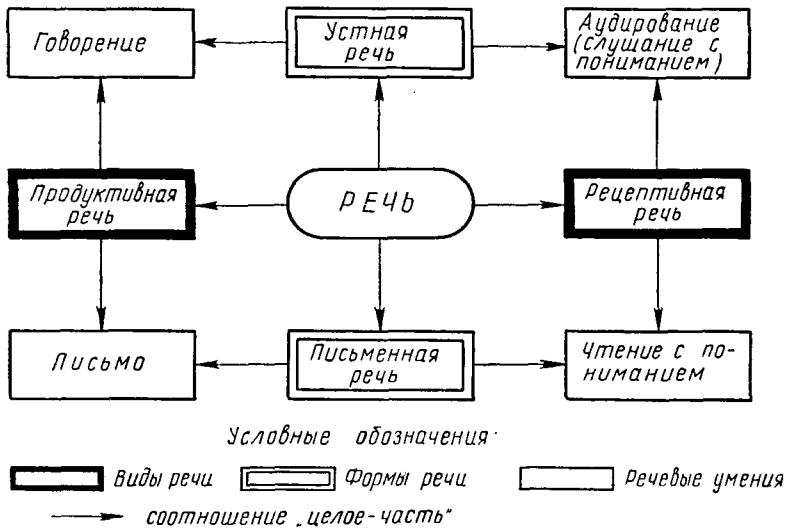 Говорение
Устная
речь
Аудирование
(слушание с
пониманием)
Продуктивная
речь
РЕЧЬ
Рецептивная
речь
Письмо
Письменная
речь
Чтение с по-
ниманием
Условные обозначения
Виды речи
Формы речи
Речевые умения
соотношение „целое-часть"